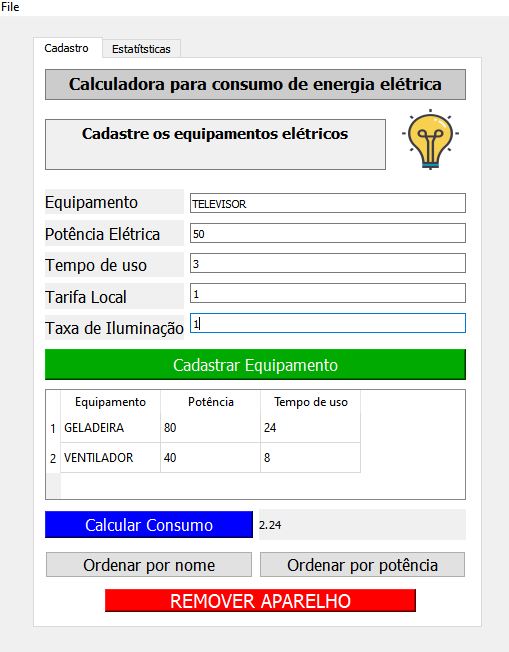 File
Cadastro Estatítsticas
Calculadora para consumo de energia elétrica
Cadastre os equipamentos elétricos
Equipamento TELEVISOR
Potência Elétrica 50
Tempo de uso 3
Tarifa Local 1
Taxa de Iluminação 1
Cadastrar Equipamento
Equipamento Potência Tempo de uso
1 GELADEIRA 80 24
2 VENTILADOR 40 8
Calcular Consumo 2.24
Ordenar por nome Ordenar por potência
REMOVER APARELHO